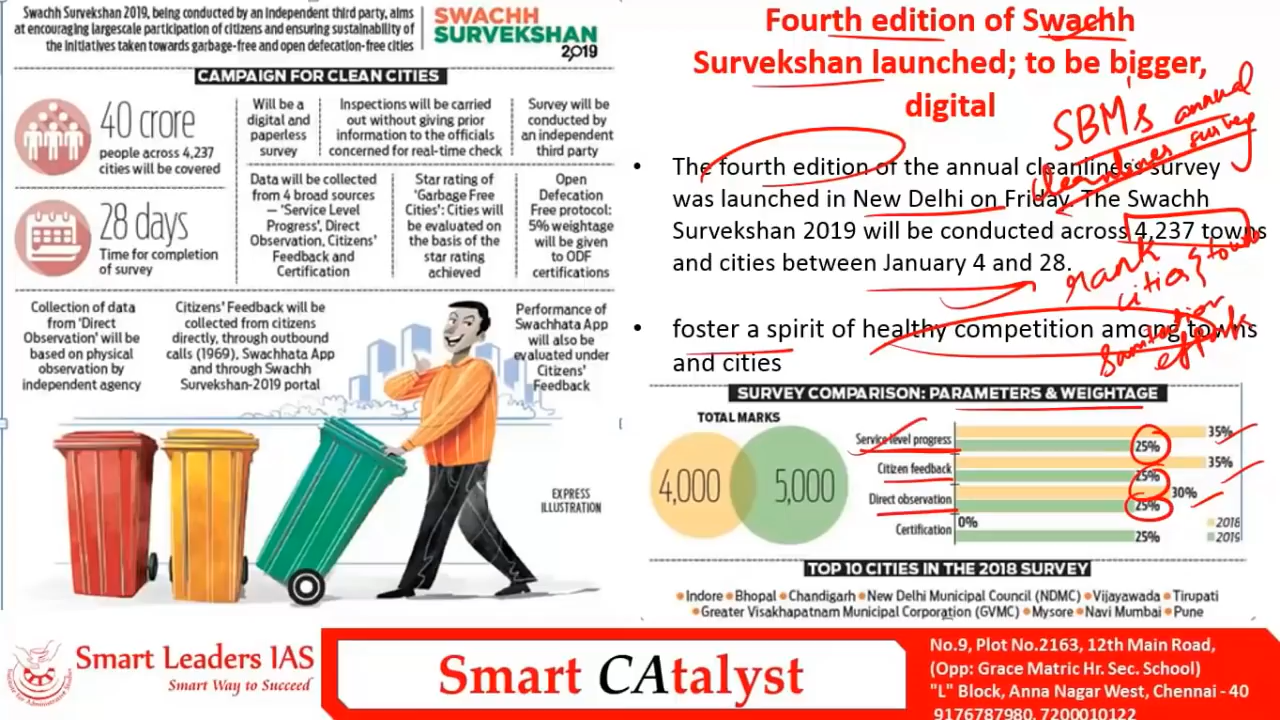 Swachh Survekshan 2019, being conducted by an independent third party, aims
at encouraging largescale participation of citizens and ensuring sustainability of
the initiatives taken towards garbage-free and open defecation-free cities
SWACHH
SURVEKSHAN
2019
CAMPAIGN FOR CLEAN CITIES
40 crore
people across 4,237
cities will be covered
Will be a
digital and
paperless
survey
Inspections will be carried
out without giving prior
information to the officials
concerned for real-time check
Survey will be
conducted by
an independent
third party
28 days
Time for completion
of survey
Data will be collected
from 4 broad sources
— 'Service Level
Progress', Direct
Observation, Citizens'
Feedback and
Certification
Star rating of
'Garbage Free
Cities': Cities will
be evaluated on
the basis of the
star rating
achieved
Open
Defecation
Free protocol:
5% weightage
will be given
to ODF
certifications
Collection of data
from 'Direct
Observation' will be
based on physical
observation by
independent agency
Citizens' Feedback will be
collected from citizens
directly, through outbound
calls (1969), Swachhata App
and through Swachh
Survekshan-2019 portal
Performance of
Swachhata App
will also be
evaluated under
Citizens'
Feedback
EXPRESS
ILLUSTRATION
Fourth edition of Swachh
Survekshan launched; to be bigger,
digital
SBM's annual
cleanlines survey
• The fourth edition of the annual cleanliness survey
was launched in New Delhi on Friday. The Swachh
Survekshan 2019 will be conducted across 4,237 towns
and cities between January 4 and 28.
rank
cities & towns
sanitation
efforts
• foster a spirit of healthy competition among towns
and cities
SURVEY COMPARISON: PARAMETERS & WEIGHTAGE
TOTAL MARKS
4,000
5,000
Service level progress
35%
25%
Citizen feedback
35%
25%
Direct observation
30%
25%
Certification
0%
25%
2018
2019
TOP 10 CITIES IN THE 2018 SURVEY
• Indore • Bhopal • Chandigarh • New Delhi Municipal Council (NDMC) • Vijayawada • Tirupati
• Greater Visakhapatnam Municipal Corporation (GVMC) • Mysore • Navi Mumbai • Pune
Smart Leaders IAS
Smart Way to Succeed
Smart CAtalyst
No.9, Plot No.2163, 12th Main Road,
(Opp: Grace Matric Hr. Sec. School)
"L" Block, Anna Nagar West, Chennai - 40
9176787980, 7200010122